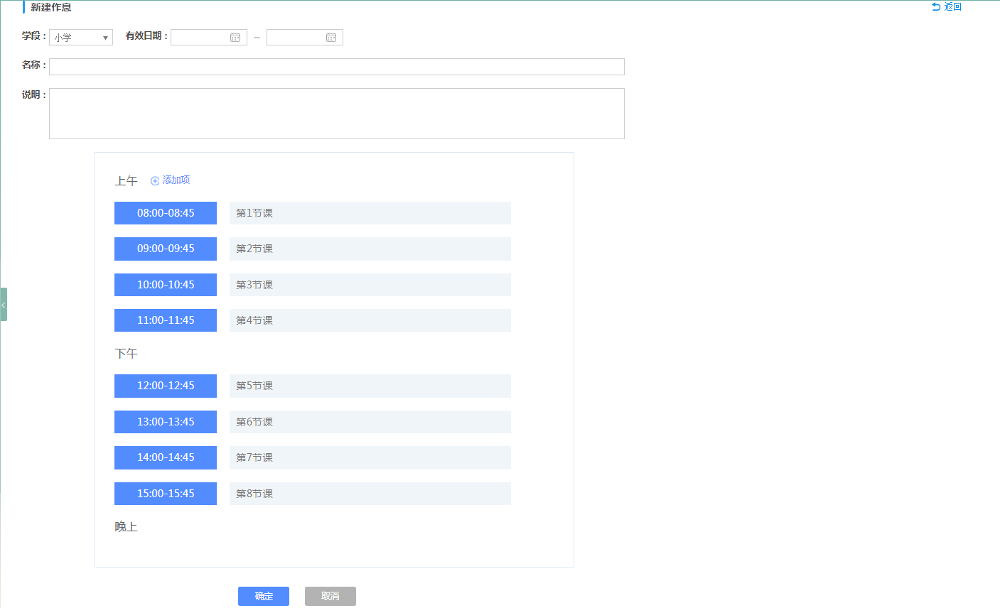 新建作息 返回
学段： 小学 有效日期： –
名称：
说明：
上午 添加项
08:00-08:45 第1节课
09:00-09:45 第2节课
10:00-10:45 第3节课
11:00-11:45 第4节课
下午
12:00-12:45 第5节课
13:00-13:45 第6节课
14:00-14:45 第7节课
15:00-15:45 第8节课
晚上
确定 取消